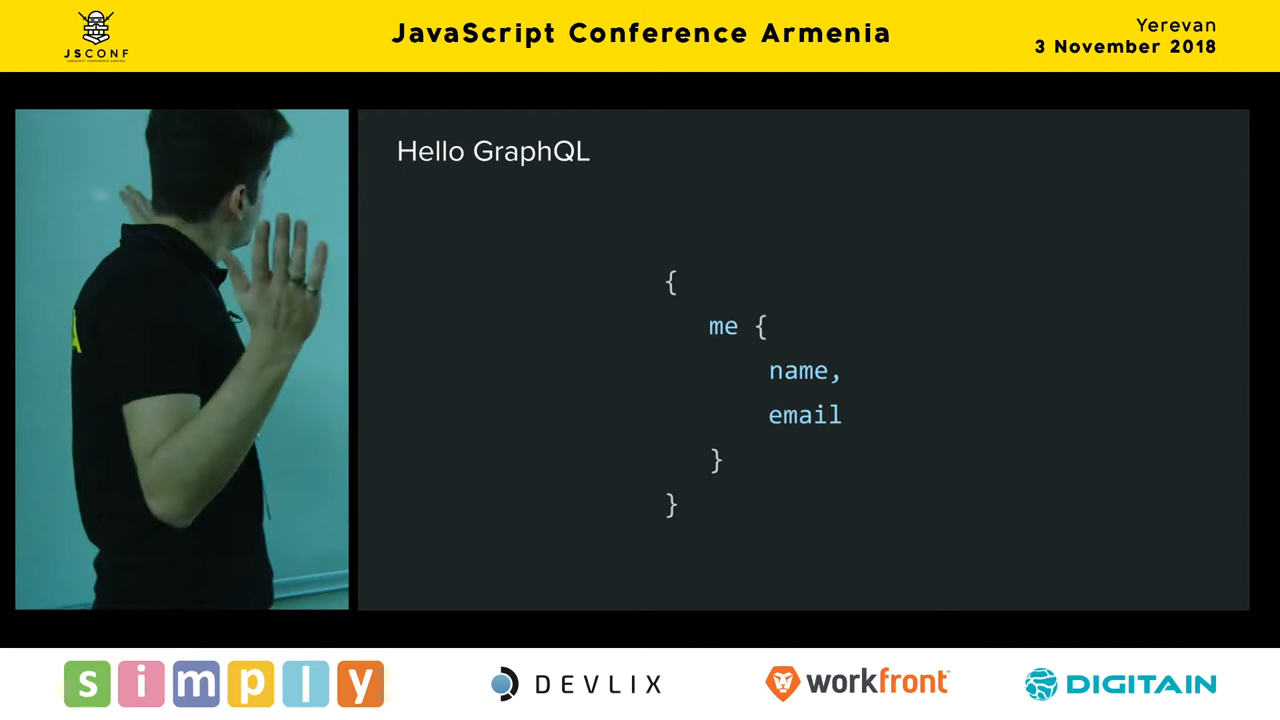 JSCONF
JavaScript Conference Armenia
Yerevan
3 November 2018
Hello GraphQL
{
me {
name,
email
}
}
simply
DEVLIX
workfront
DIGITAIN